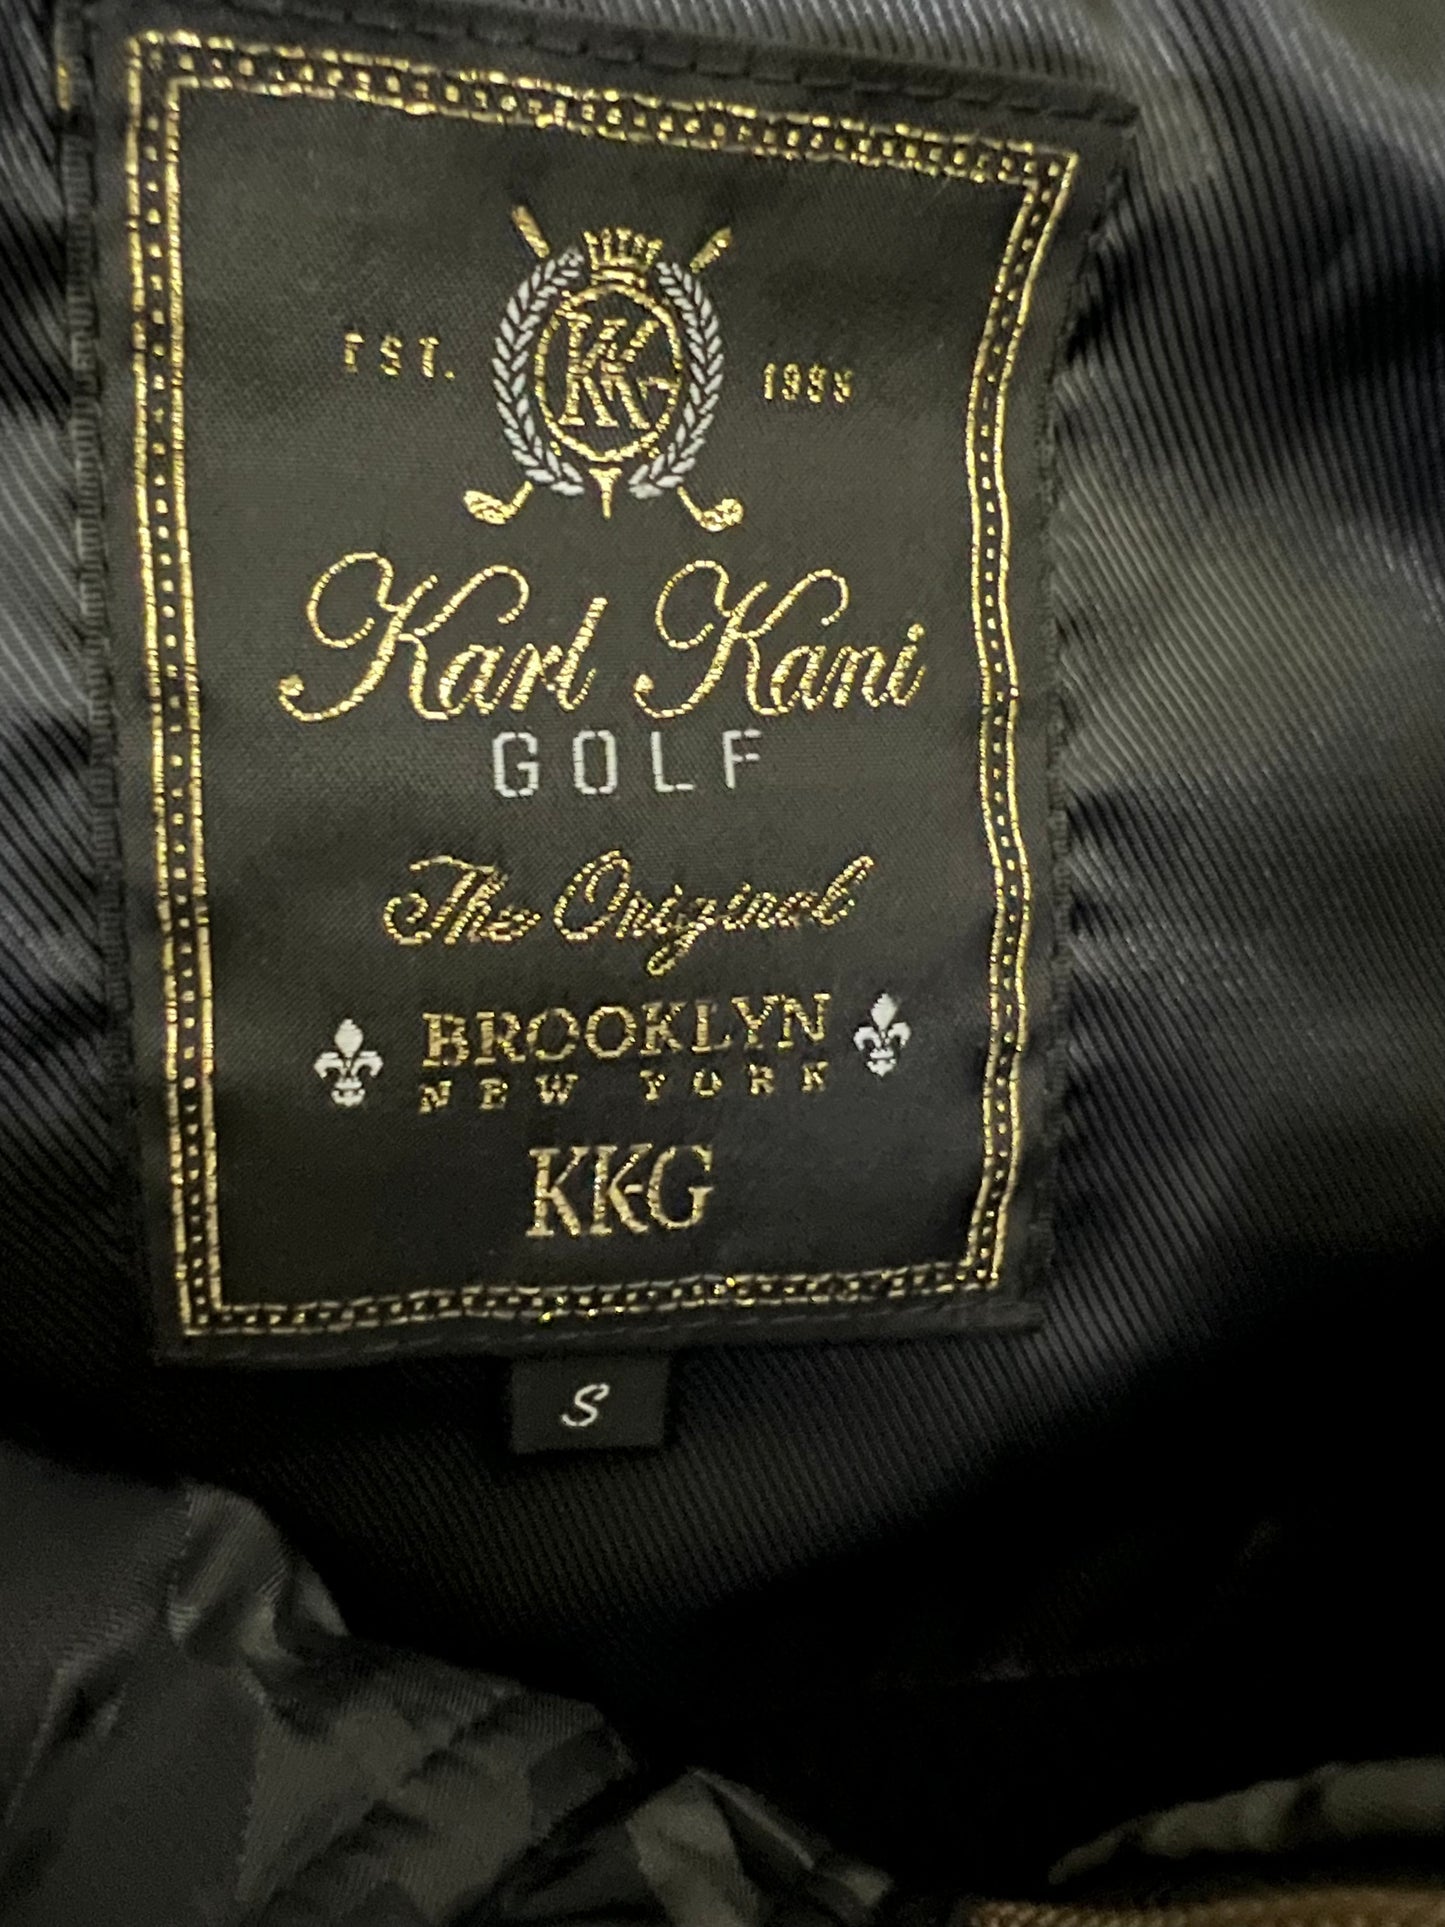 EST.
KKG
Karl Kani
GOLF
The Original
BROOKLYN
NEW YORK
KK-G
S